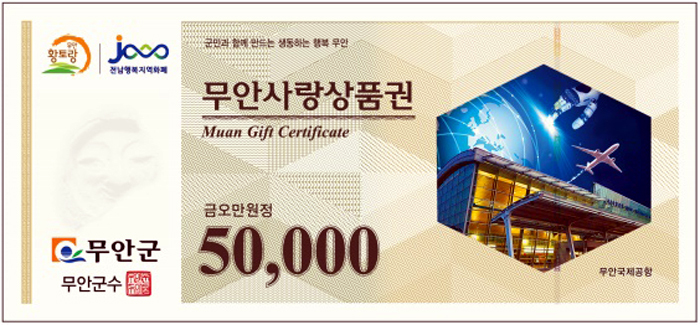 황토랑
전남행복지역화폐
군민과 함께 만드는 생동하는 행복 무안
무안사랑상품권
Muan Gift Certificate
금오만원정
50,000
무안군
무안군수
무안국제공항